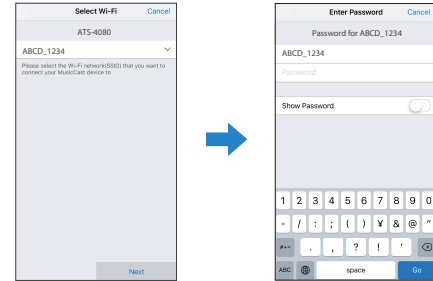 Select Wi-Fi Cancel
ATS-4080
ABCD_1234
Please select the Wi-Fi network(SSID) that you want to
connect your MusicCast device to
Next
Enter Password Cancel
Password for ABCD_1234
ABCD_1234
Password
Show Password
1 2 3 4 5 6 7 8 9 0
- / : ; ( ) ¥ & @ "
#+= . , ? ! '
ABC space Go